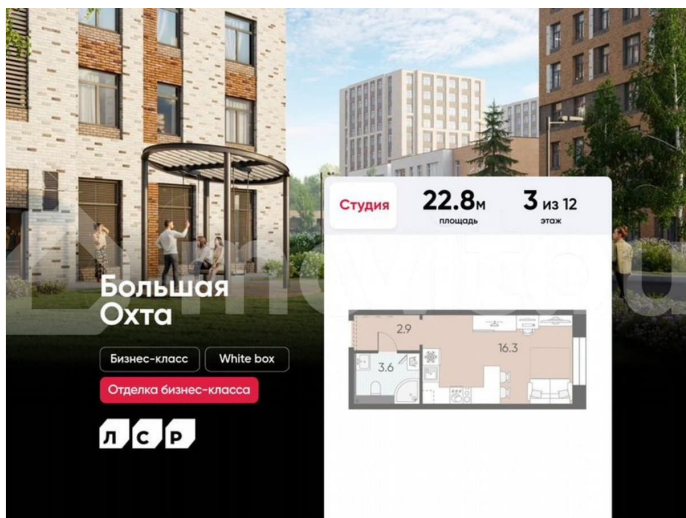 Студия
22.8м
площадь
3 из 12
этаж
Большая
Охта
Бизнес-класс
White box
Отделка бизнес-класса
ЛСР
2.9
16.3
3.6